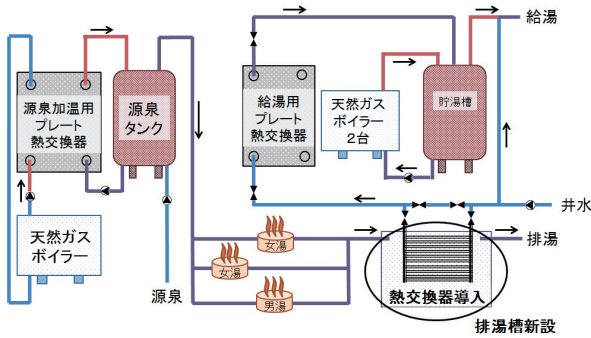 給湯
源泉加温用
プレート
熱交換器
源泉
タンク
給湯用
プレート
熱交換器
天然ガス
ボイラー
2台
貯湯槽
井水
天然ガス
ボイラー
源泉
女湯
女湯
男湯
排湯
熱交換器導入
排湯槽新設